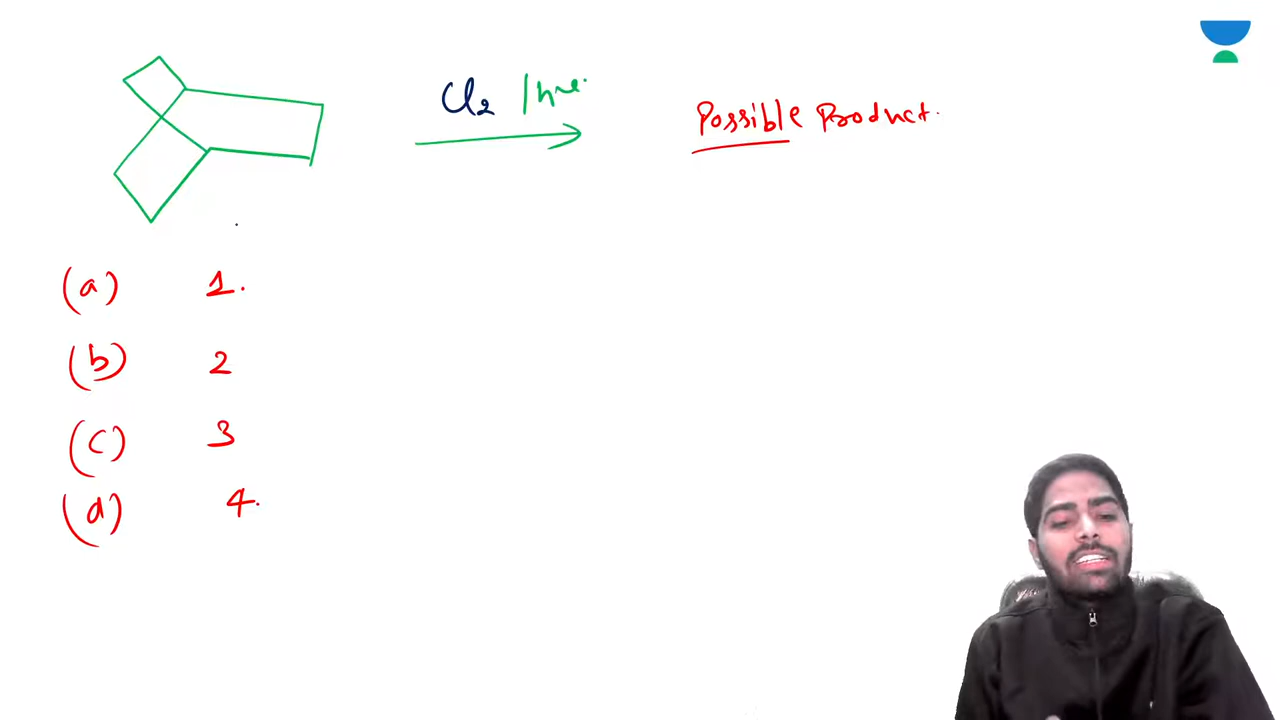 Cl2 /hν
Possible Product.
(a) 1.
(b) 2
(c) 3
(d) 4.